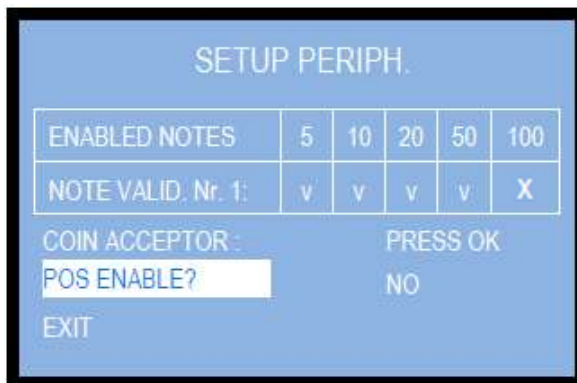 SETUP PERIPH.
ENABLED NOTES 5 10 20 50 100
NOTE VALID. Nr. 1: v v v v X
COIN ACCEPTOR : PRESS OK
POS ENABLE? NO
EXIT